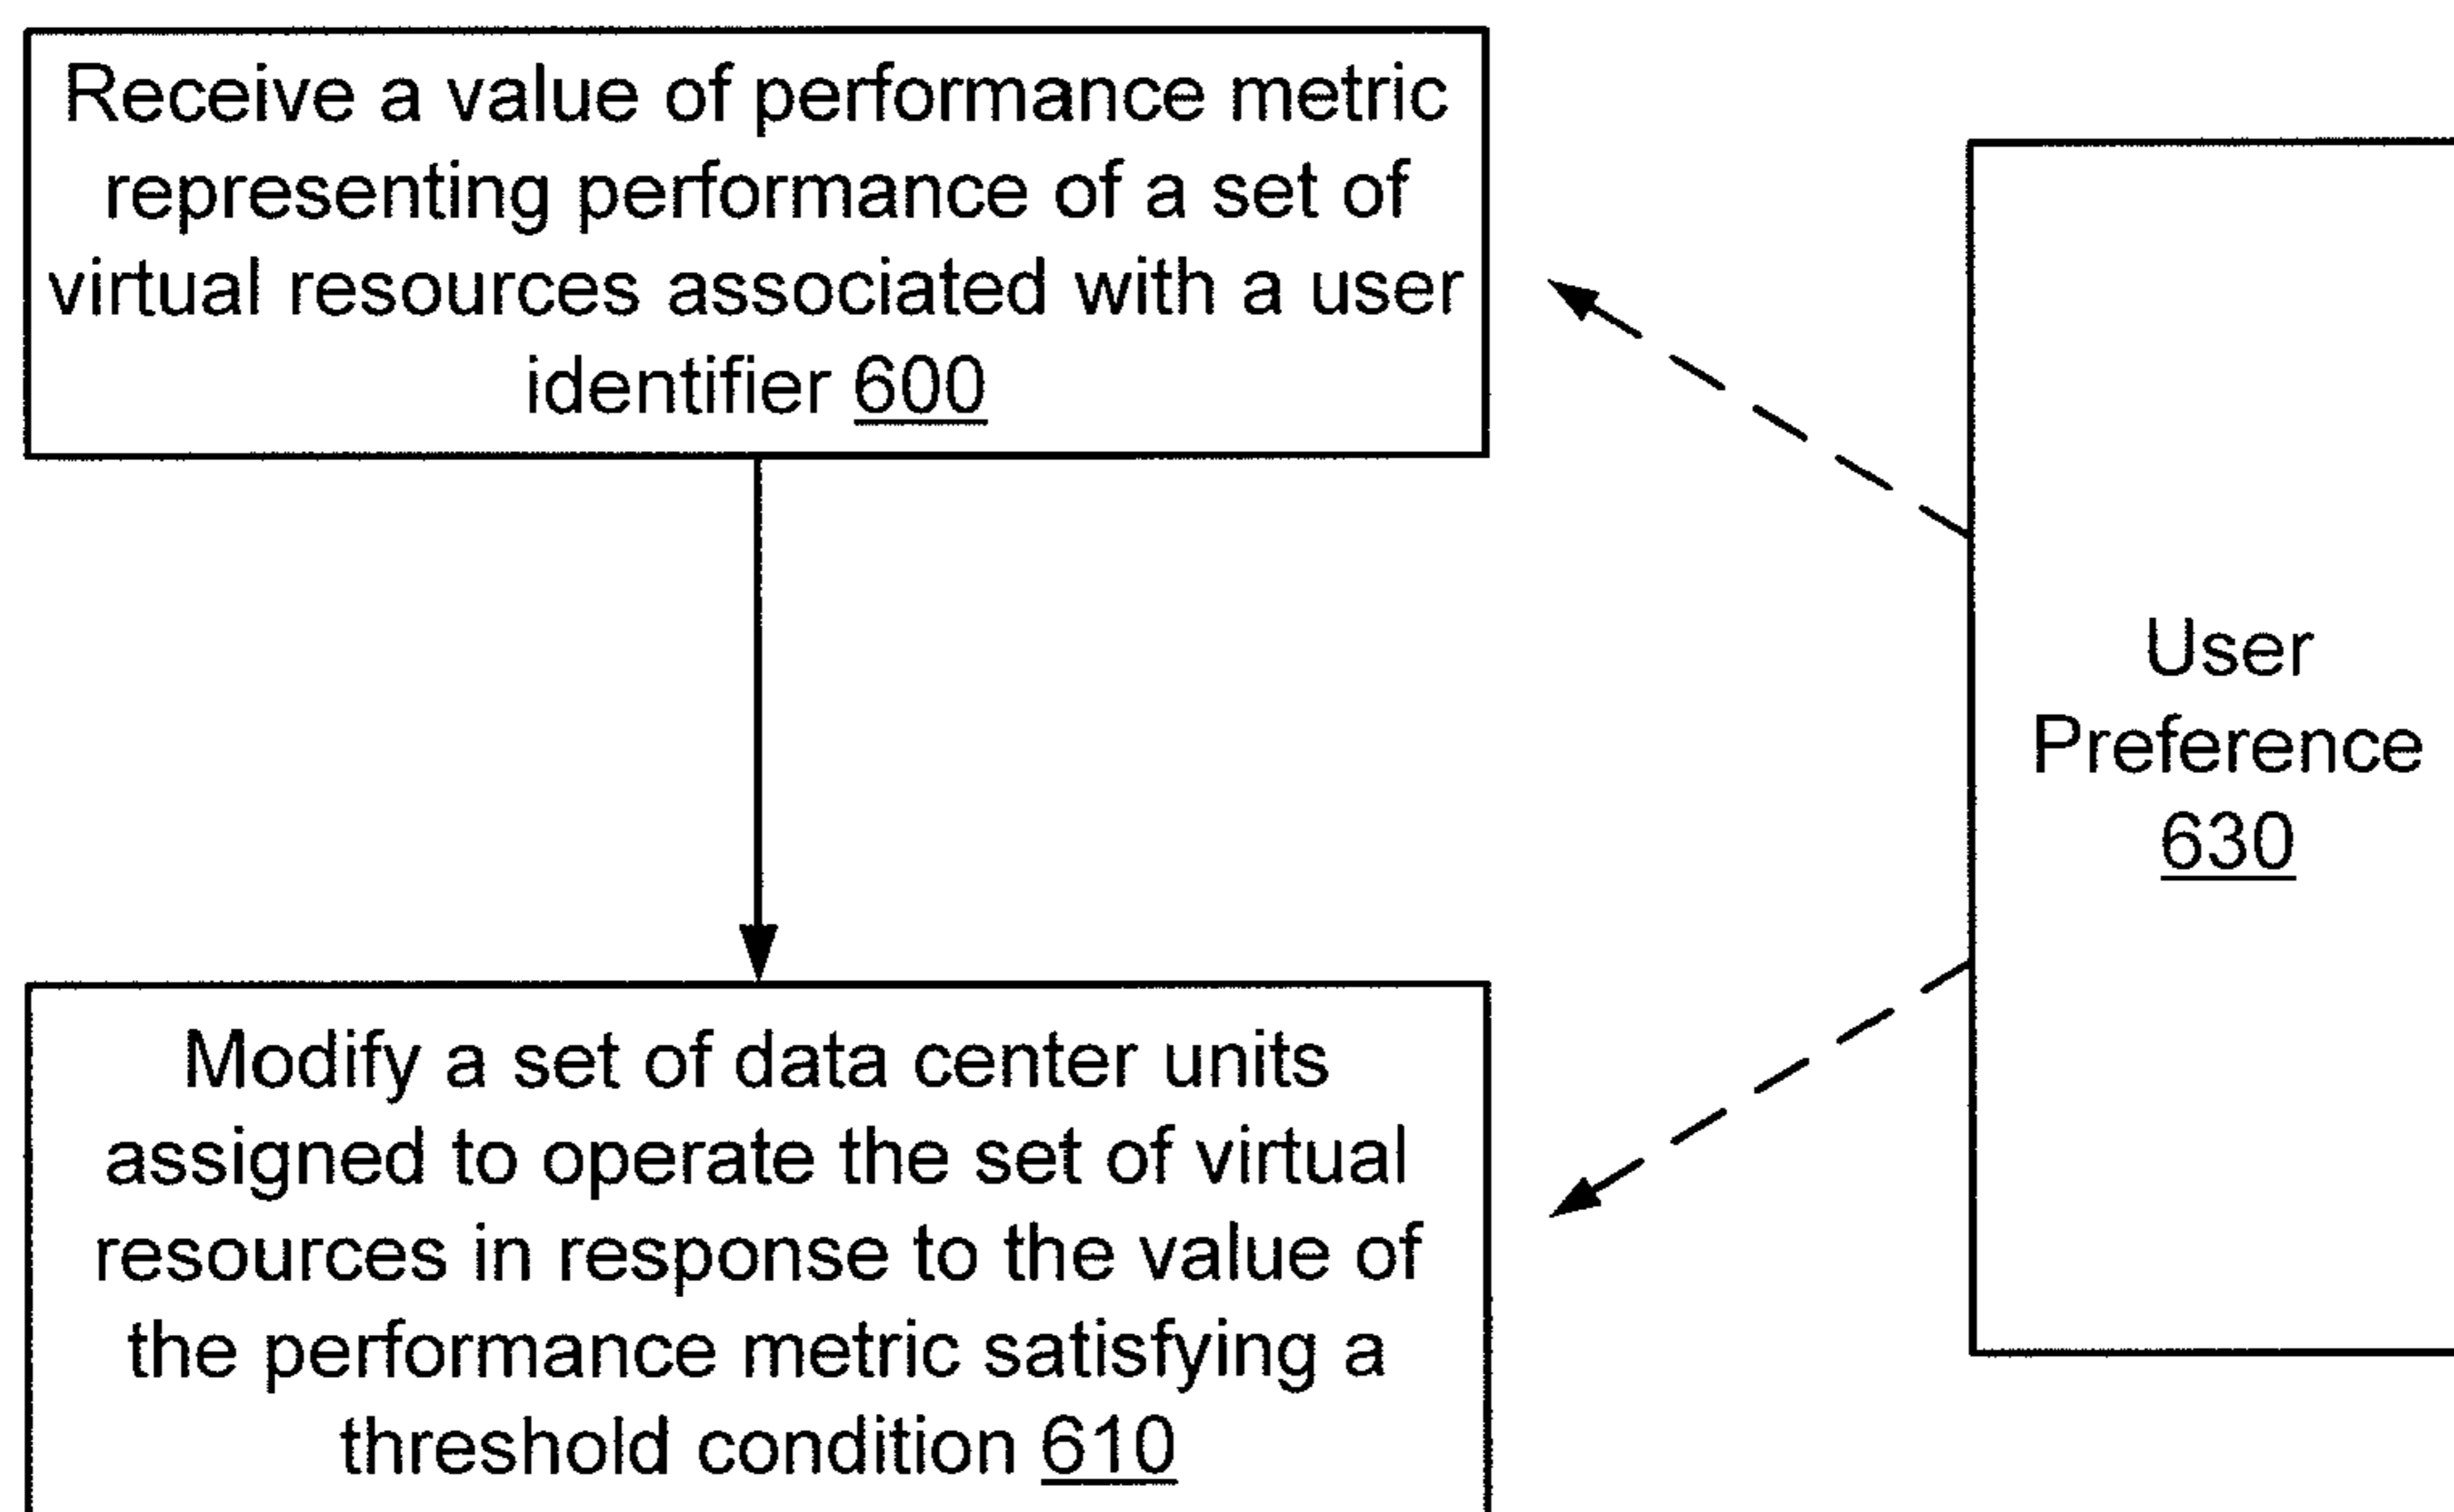 Receive a value of performance metric
representing performance of a set of
virtual resources associated with a user
identifier 600
User
Preference
630
Modify a set of data center units
assigned to operate the set of virtual
resources in response to the value of
the performance metric satisfying a
threshold condition 610